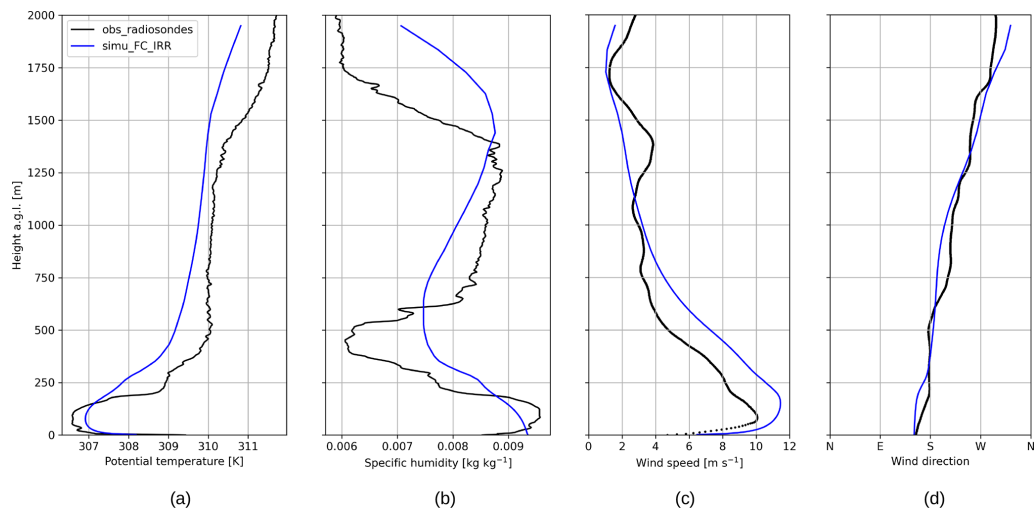 2000
1750
1500
1250
1000
750
500
250
0
Height a.g.l. [m]
obs_radiosondes
simu_FC_IRR
307 308 309 310 311
Potential temperature [K]
0.006 0.007 0.008 0.009
Specific humidity [kg kg⁻¹]
0 2 4 6 8 10 12
Wind speed [m s⁻¹]
N E S W N
Wind direction
(a) (b) (c) (d)